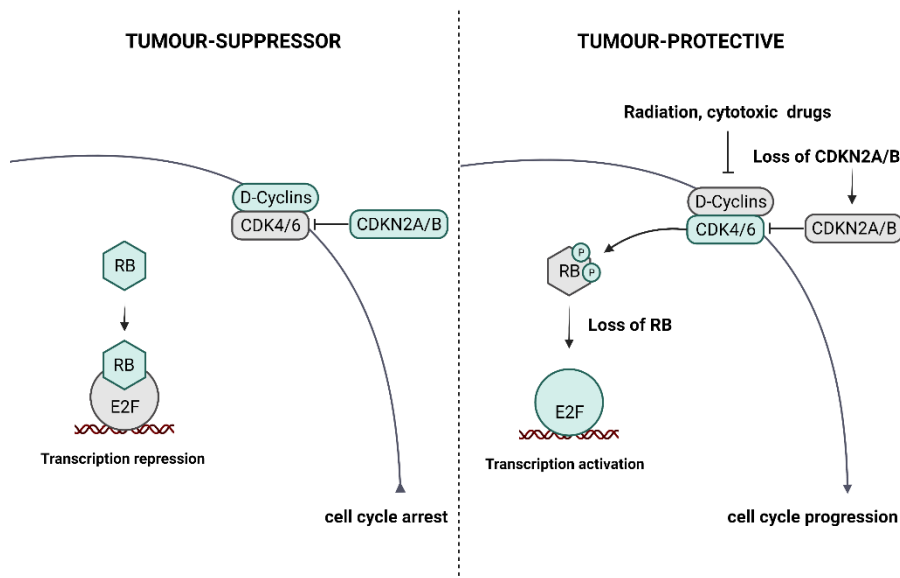 TUMOUR-SUPPRESSOR
D-Cyclins
CDK4/6
CDKN2A/B
RB
RB
E2F
Transcription repression
cell cycle arrest
TUMOUR-PROTECTIVE
Radiation, cytotoxic drugs
Loss of CDKN2A/B
D-Cyclins
CDK4/6
CDKN2A/B
P
RB
P
Loss of RB
E2F
Transcription activation
cell cycle progression